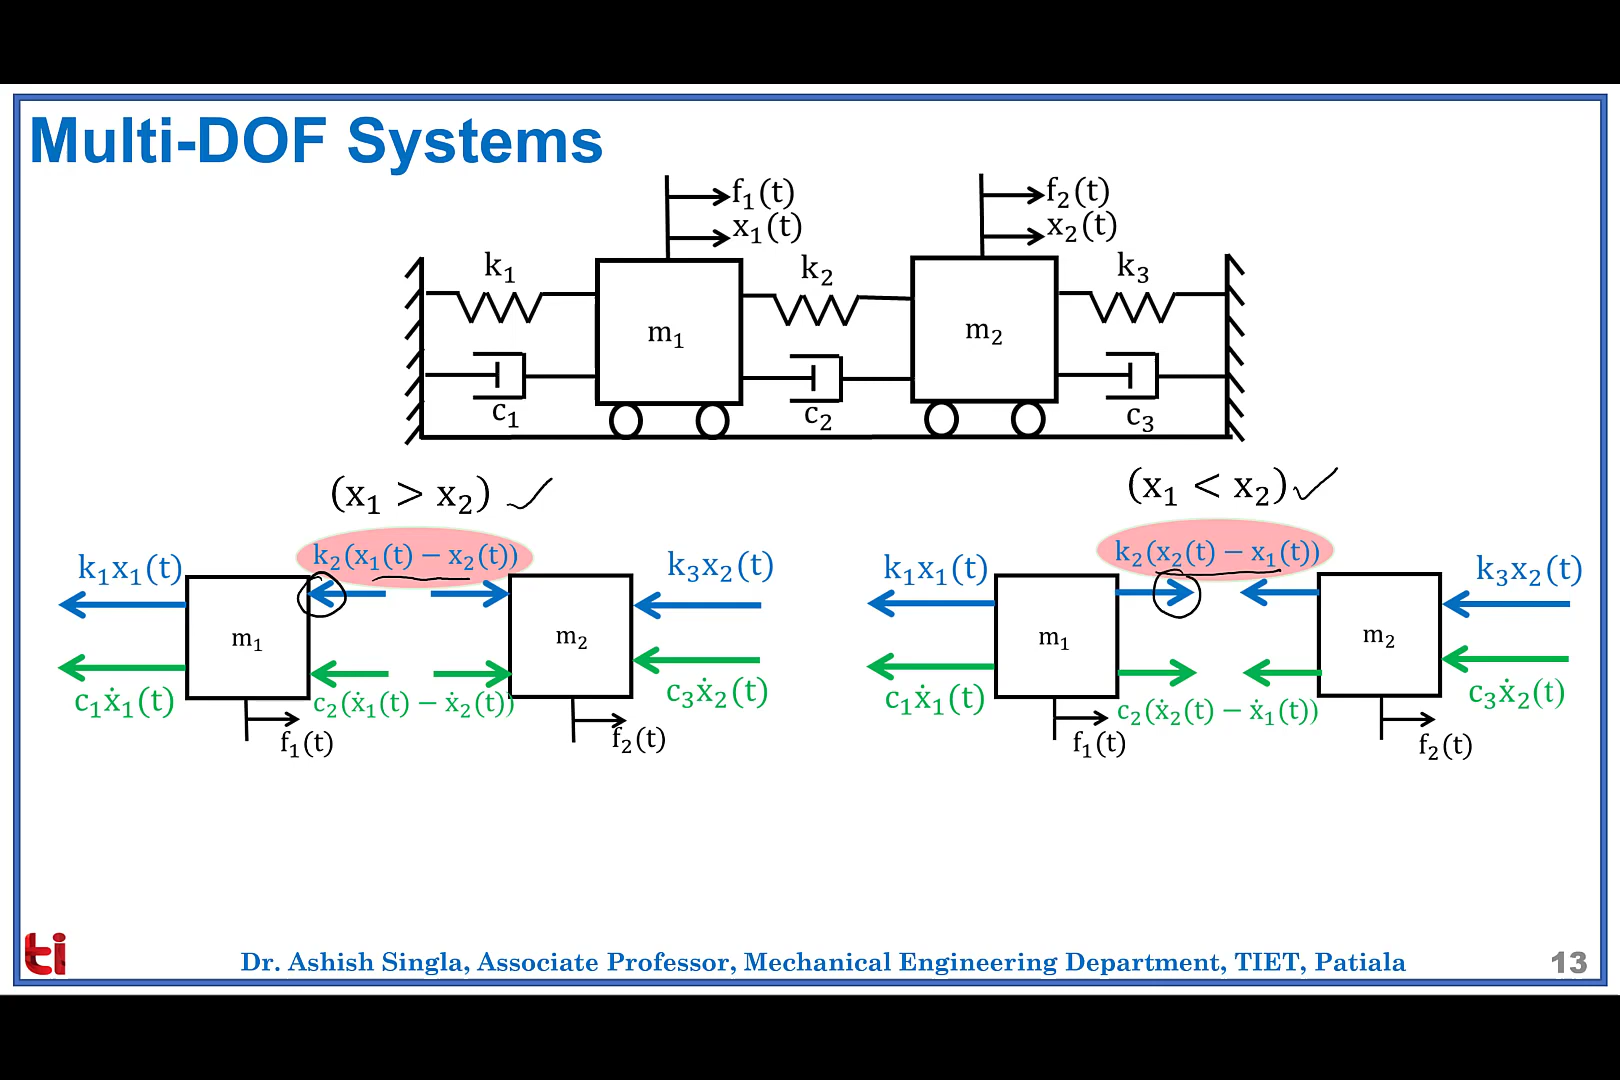 Multi-DOF Systems
f₁(t)
x₁(t)
f₂(t)
x₂(t)
k₁
k₂
k₃
m₁
m₂
c₁
c₂
c₃
(x₁ > x₂)
(x₁ < x₂)
k₁x₁(t)
k₂(x₁(t) − x₂(t))
k₃x₂(t)
m₁
m₂
c₁ẋ₁(t)
c₂(ẋ₁(t) − ẋ₂(t))
c₃ẋ₂(t)
f₁(t)
f₂(t)
k₁x₁(t)
k₂(x₂(t) − x₁(t))
k₃x₂(t)
m₁
m₂
c₁ẋ₁(t)
c₂(ẋ₂(t) − ẋ₁(t))
c₃ẋ₂(t)
f₁(t)
f₂(t)
ti
Dr. Ashish Singla, Associate Professor, Mechanical Engineering Department, TIET, Patiala
13